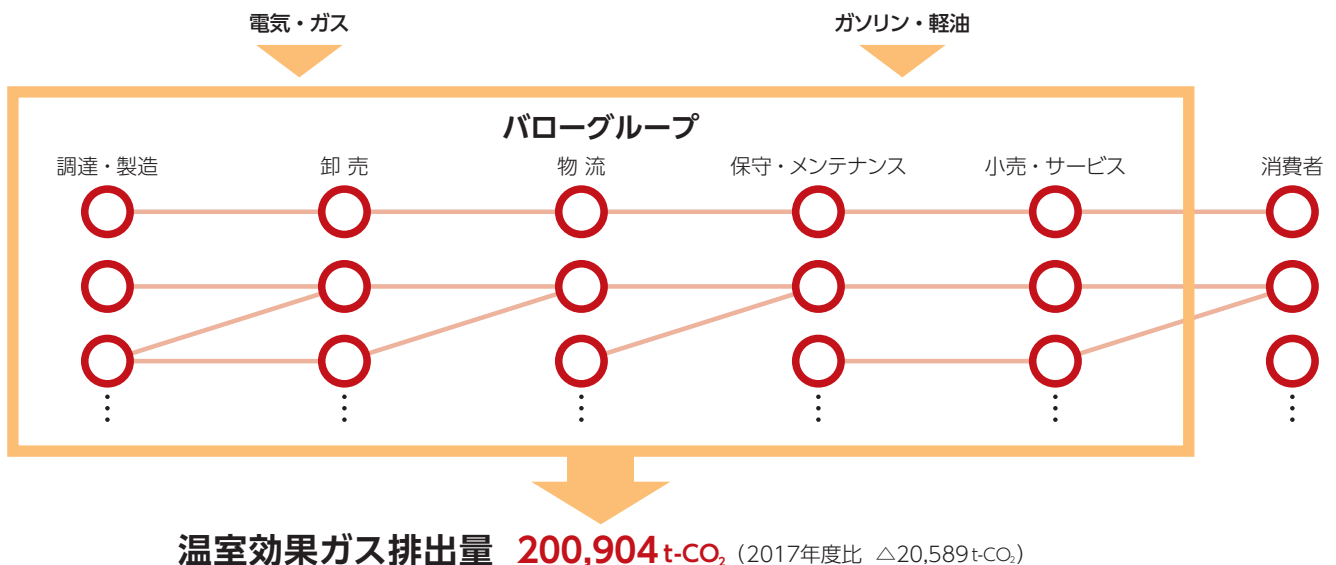 電気・ガス
ガソリン・軽油
バローグループ
調達・製造
卸 売
物 流
保守・メンテナンス
小売・サービス
消費者
温室効果ガス排出量 200,904 t-CO₂ (2017年度比 △20,589t-CO₂)